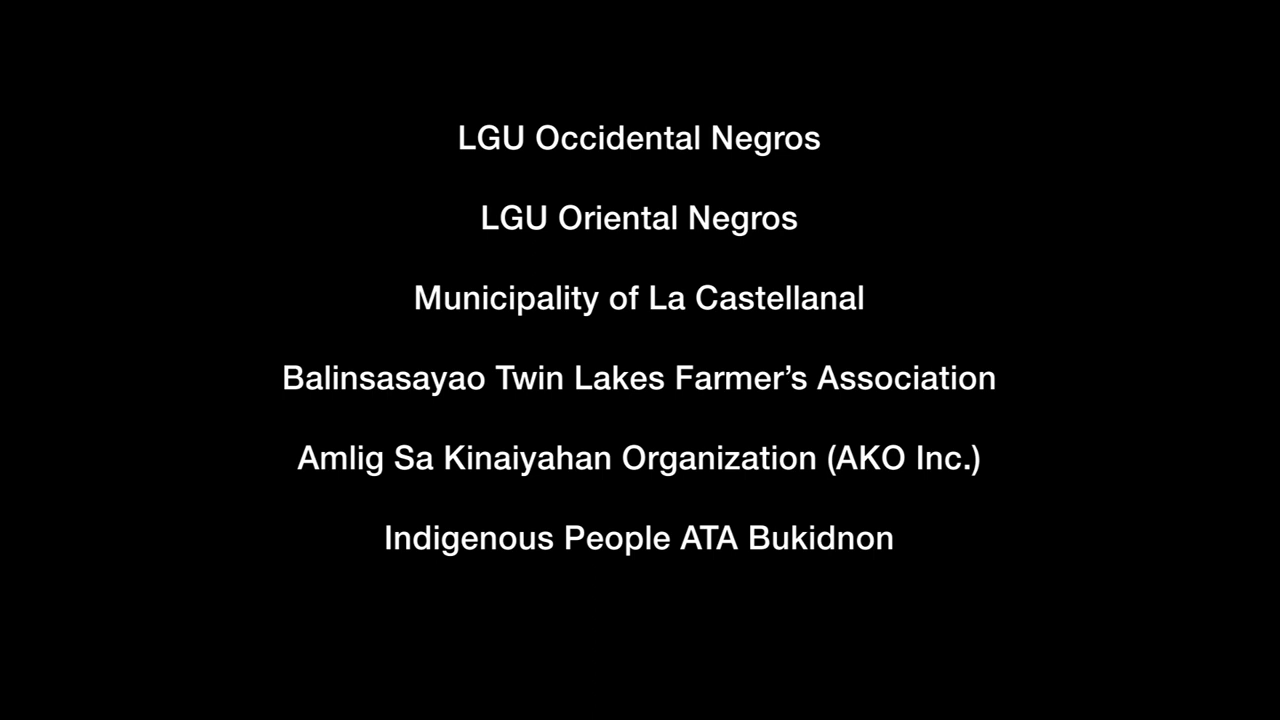 LGU Occidental Negros
LGU Oriental Negros
Municipality of La Castellanal
Balinsasayao Twin Lakes Farmer’s Association
Amlig Sa Kinaiyahan Organization (AKO Inc.)
Indigenous People ATA Bukidnon